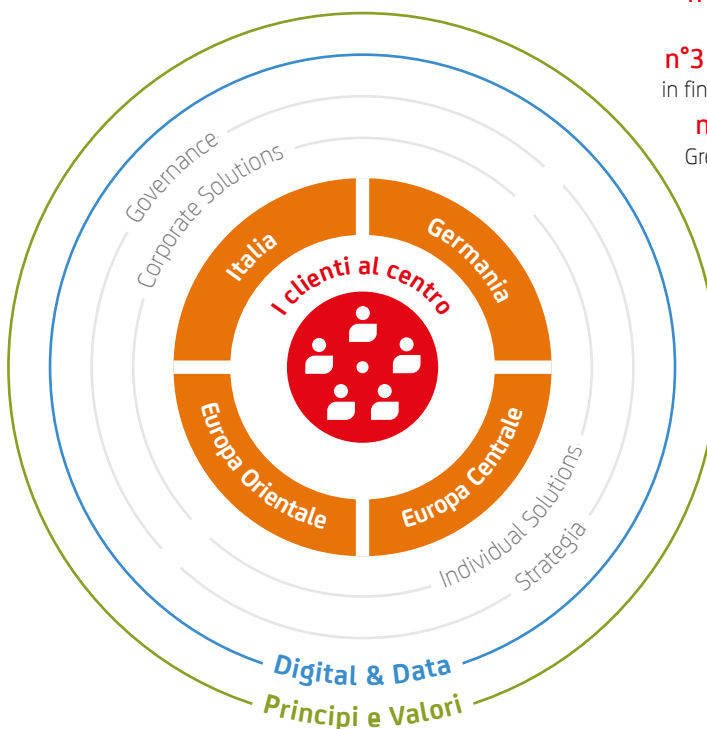 n°3
in fin
Gre
Governance
Corporate Solutions
Italia
Germania
I clienti al centro
Europa Orientale
Europa Centrale
Individual Solutions
Strategia
Digital & Data
Principi e Valori